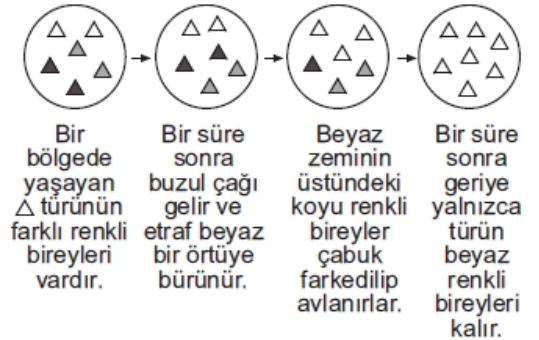 Bir
bölgede
yaşayan
△ türünün
farklı renkli
bireyleri
vardır.
Bir süre
sonra
buzul çağı
gelir ve
etraf beyaz
bir örtüye
bürünür.
Beyaz
zeminin
üstündeki
koyu renkli
bireyler
çabuk
farkedilip
avlanırlar.
Bir süre
sonra
geriye
yalnızca
türün
beyaz
renkli
bireyleri
kalır.